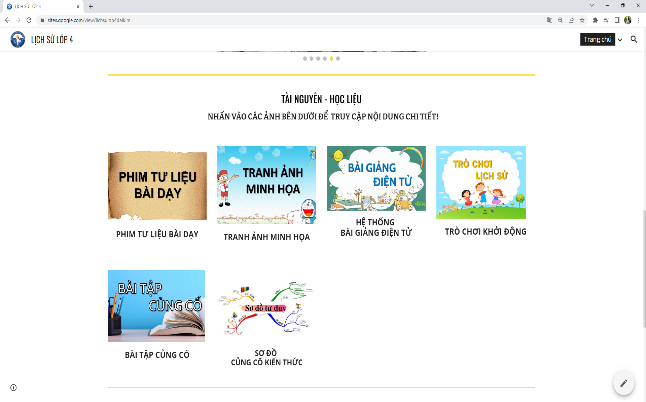 LỊCH SỬ LỚP 4
LỊCH SỬ LỚP 4
Trang chủ
TÀI NGUYÊN - HỌC LIỆU
NHẤN VÀO CÁC ẢNH BÊN DƯỚI ĐỂ TRUY CẬP NỘI DUNG CHI TIẾT!
PHIM TƯ LIỆU
BÀI DẠY
TRANH ẢNH
MINH HỌA
BÀI GIẢNG
ĐIỆN TỬ
TRÒ CHƠI
LỊCH SỬ
PHIM TƯ LIỆU BÀI DẠY
TRANH ẢNH MINH HỌA
HỆ THỐNG
BÀI GIẢNG ĐIỆN TỬ
TRÒ CHƠI KHỞI ĐỘNG
BÀI TẬP
CỦNG CỐ
Sơ đồ tư duy
BÀI TẬP CỦNG CỐ
SƠ ĐỒ
CỦNG CỐ KIẾN THỨC